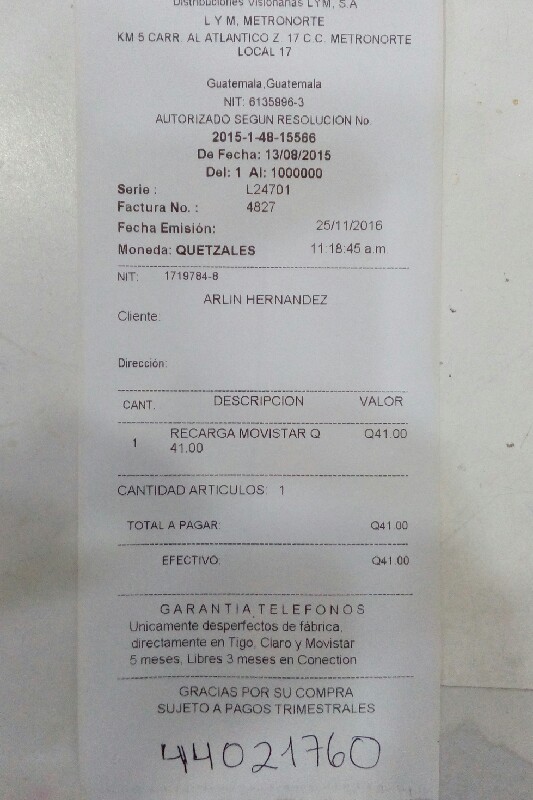 Distribuciones Visionarias LYM, S.A
L Y M, METRONORTE
KM 5 CARR. AL ATLANTICO Z. 17 C.C. METRONORTE
LOCAL 17
Guatemala,Guatemala
NIT: 6135896-3
AUTORIZADO SEGUN RESOLUCION No.
2015-1-48-15566
De Fecha: 13/08/2015
Del: 1 Al: 1000000
Serie : L24701
Factura No. : 4827
Fecha Emisión: 25/11/2016
Moneda: QUETZALES 11:18:45 a.m
NIT: 1719784-8
ARLIN HERNANDEZ
Cliente:
Dirección:
CANT. DESCRIPCION VALOR
1 RECARGA MOVISTAR Q Q41.00
41.00
CANTIDAD ARTICULOS: 1
TOTAL A PAGAR: Q41.00
EFECTIVO: Q41.00
GARANTIA TELEFONOS
Unicamente desperfectos de fábrica,
directamente en Tigo, Claro y Movistar
5 meses, Libres 3 meses en Conection
GRACIAS POR SU COMPRA
SUJETO A PAGOS TRIMESTRALES
44021760